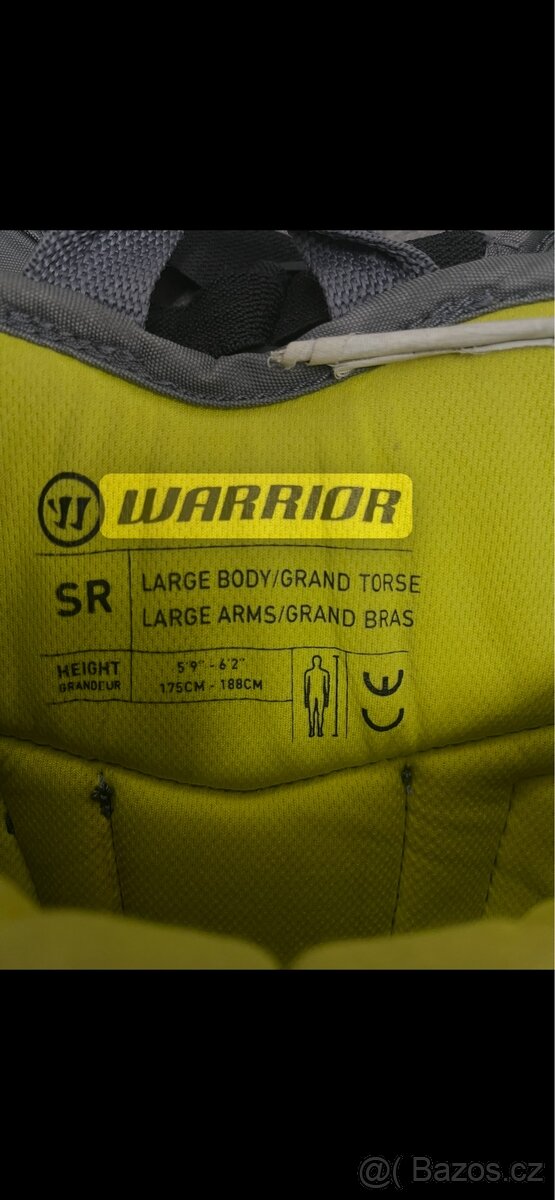 WARRIOR
SR
LARGE BODY/GRAND TORSE
LARGE ARMS/GRAND BRAS
HEIGHT
GRANDEUR
5'9" - 6'2"
175CM - 188CM
CE
@( Bazos.cz